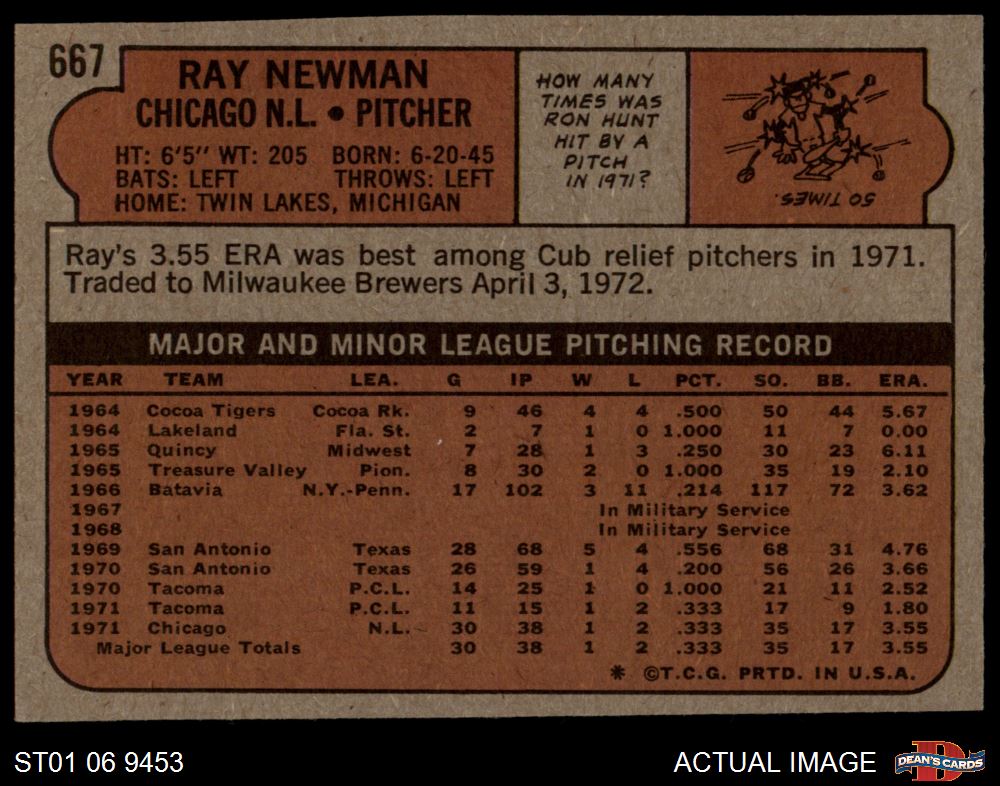 667
RAY NEWMAN
CHICAGO N.L. • PITCHER
HT: 6'5" WT: 205 BORN: 6-20-45
BATS: LEFT THROWS: LEFT
HOME: TWIN LAKES, MICHIGAN
HOW MANY
TIMES WAS
RON HUNT
HIT BY A
PITCH
IN 1971?
50 TIMES.
Ray's 3.55 ERA was best among Cub relief pitchers in 1971.
Traded to Milwaukee Brewers April 3, 1972.
MAJOR AND MINOR LEAGUE PITCHING RECORD
YEAR TEAM LEA. G IP W L PCT. SO. BB. ERA.
1964 Cocoa Tigers Cocoa Rk. 9 46 4 4 .500 50 44 5.67
1964 Lakeland Fla. St. 2 7 1 0 1.000 11 7 0.00
1965 Quincy Midwest 7 28 1 3 .250 30 23 6.11
1965 Treasure Valley Pion. 8 30 2 0 1.000 35 19 2.10
1966 Batavia N.Y.-Penn. 17 102 3 11 .214 117 72 3.62
1967 In Military Service
1968 In Military Service
1969 San Antonio Texas 28 68 5 4 .556 68 31 4.76
1970 San Antonio Texas 26 59 1 4 .200 56 26 3.66
1970 Tacoma P.C.L. 14 25 1 0 1.000 21 11 2.52
1971 Tacoma P.C.L. 11 15 1 2 .333 17 9 1.80
1971 Chicago N.L. 30 38 1 2 .333 35 17 3.55
Major League Totals 30 38 1 2 .333 35 17 3.55
* ©T.C.G. PRTD. IN U.S.A.
ST01 06 9453
ACTUAL IMAGE
D
DEAN'S CARDS